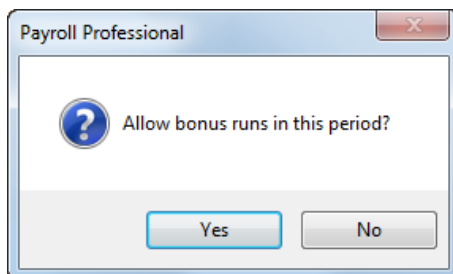 Payroll Professional
Allow bonus runs in this period?
Yes
No